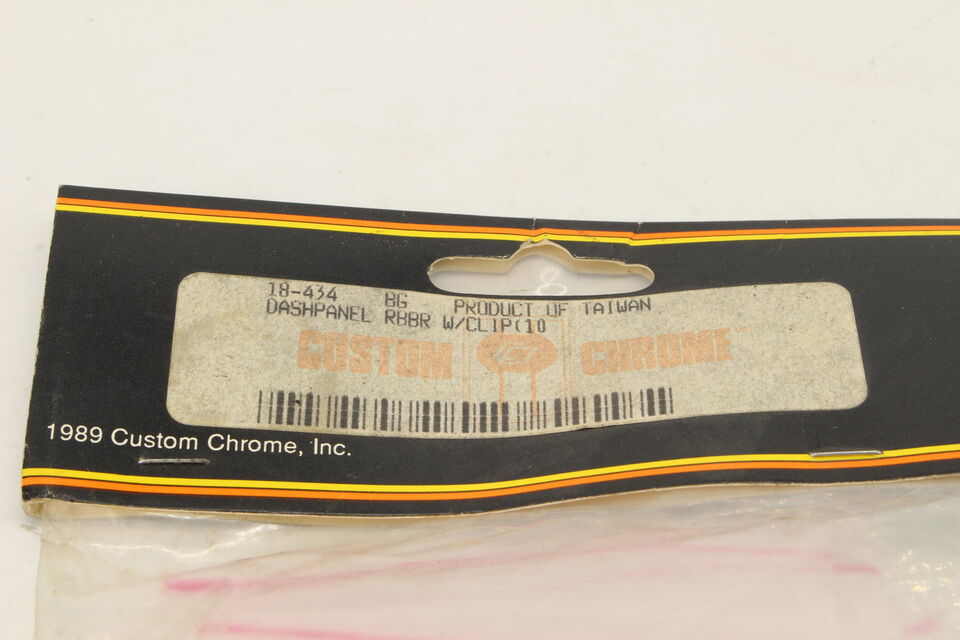 18-434 BG PRODUCT OF TAIWAN
DASHPANEL RBBR W/CLIP(10
CUSTOM CHROME
1989 Custom Chrome, Inc.